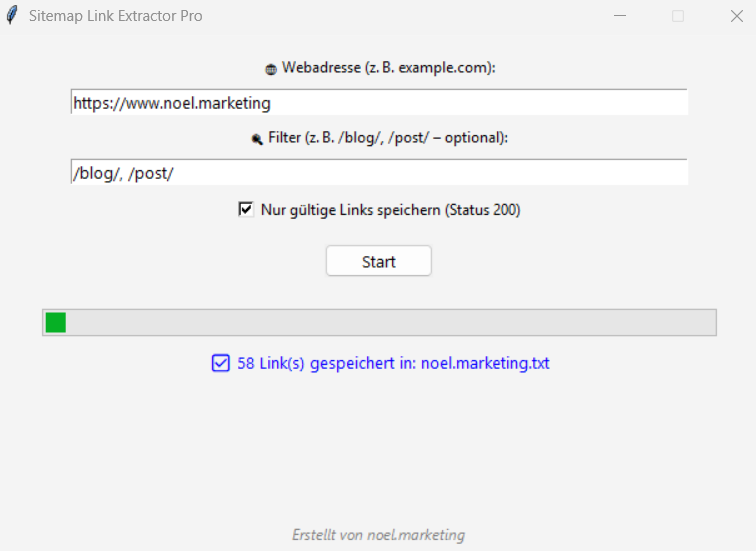 Sitemap Link Extractor Pro
Webadresse (z. B. example.com):
https://www.noel.marketing
Filter (z. B. /blog/, /post/ – optional):
/blog/, /post/
Nur gültige Links speichern (Status 200)
Start
58 Link(s) gespeichert in: noel.marketing.txt
Erstellt von noel.marketing